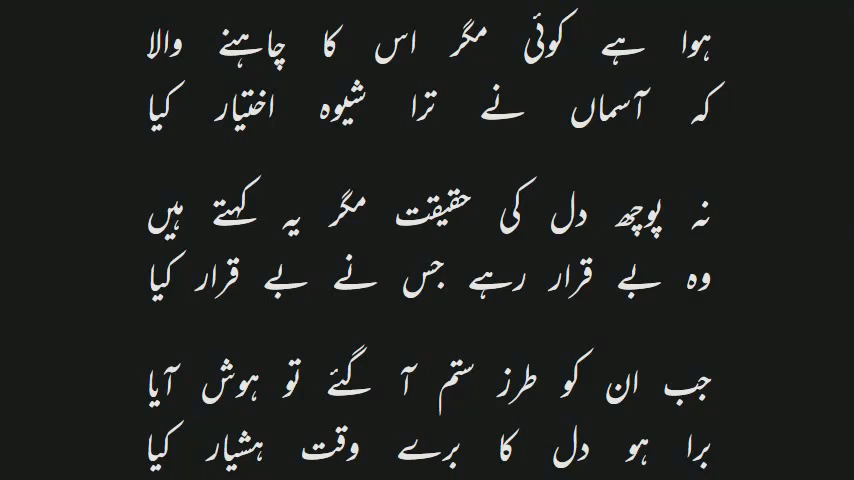 ہوا ہے کوئی مگر اس کا چاہنے والا
کہ آسماں نے ترا شیوہ اختیار کیا
نہ پوچھ دل کی حقیقت مگر یہ کہتے ہیں
وہ بے قرار رہے جس نے بے قرار کیا
جب ان کو طرز ستم آ گئے تو ہوش آیا
برا ہو دل کا برے وقت ہشیار کیا